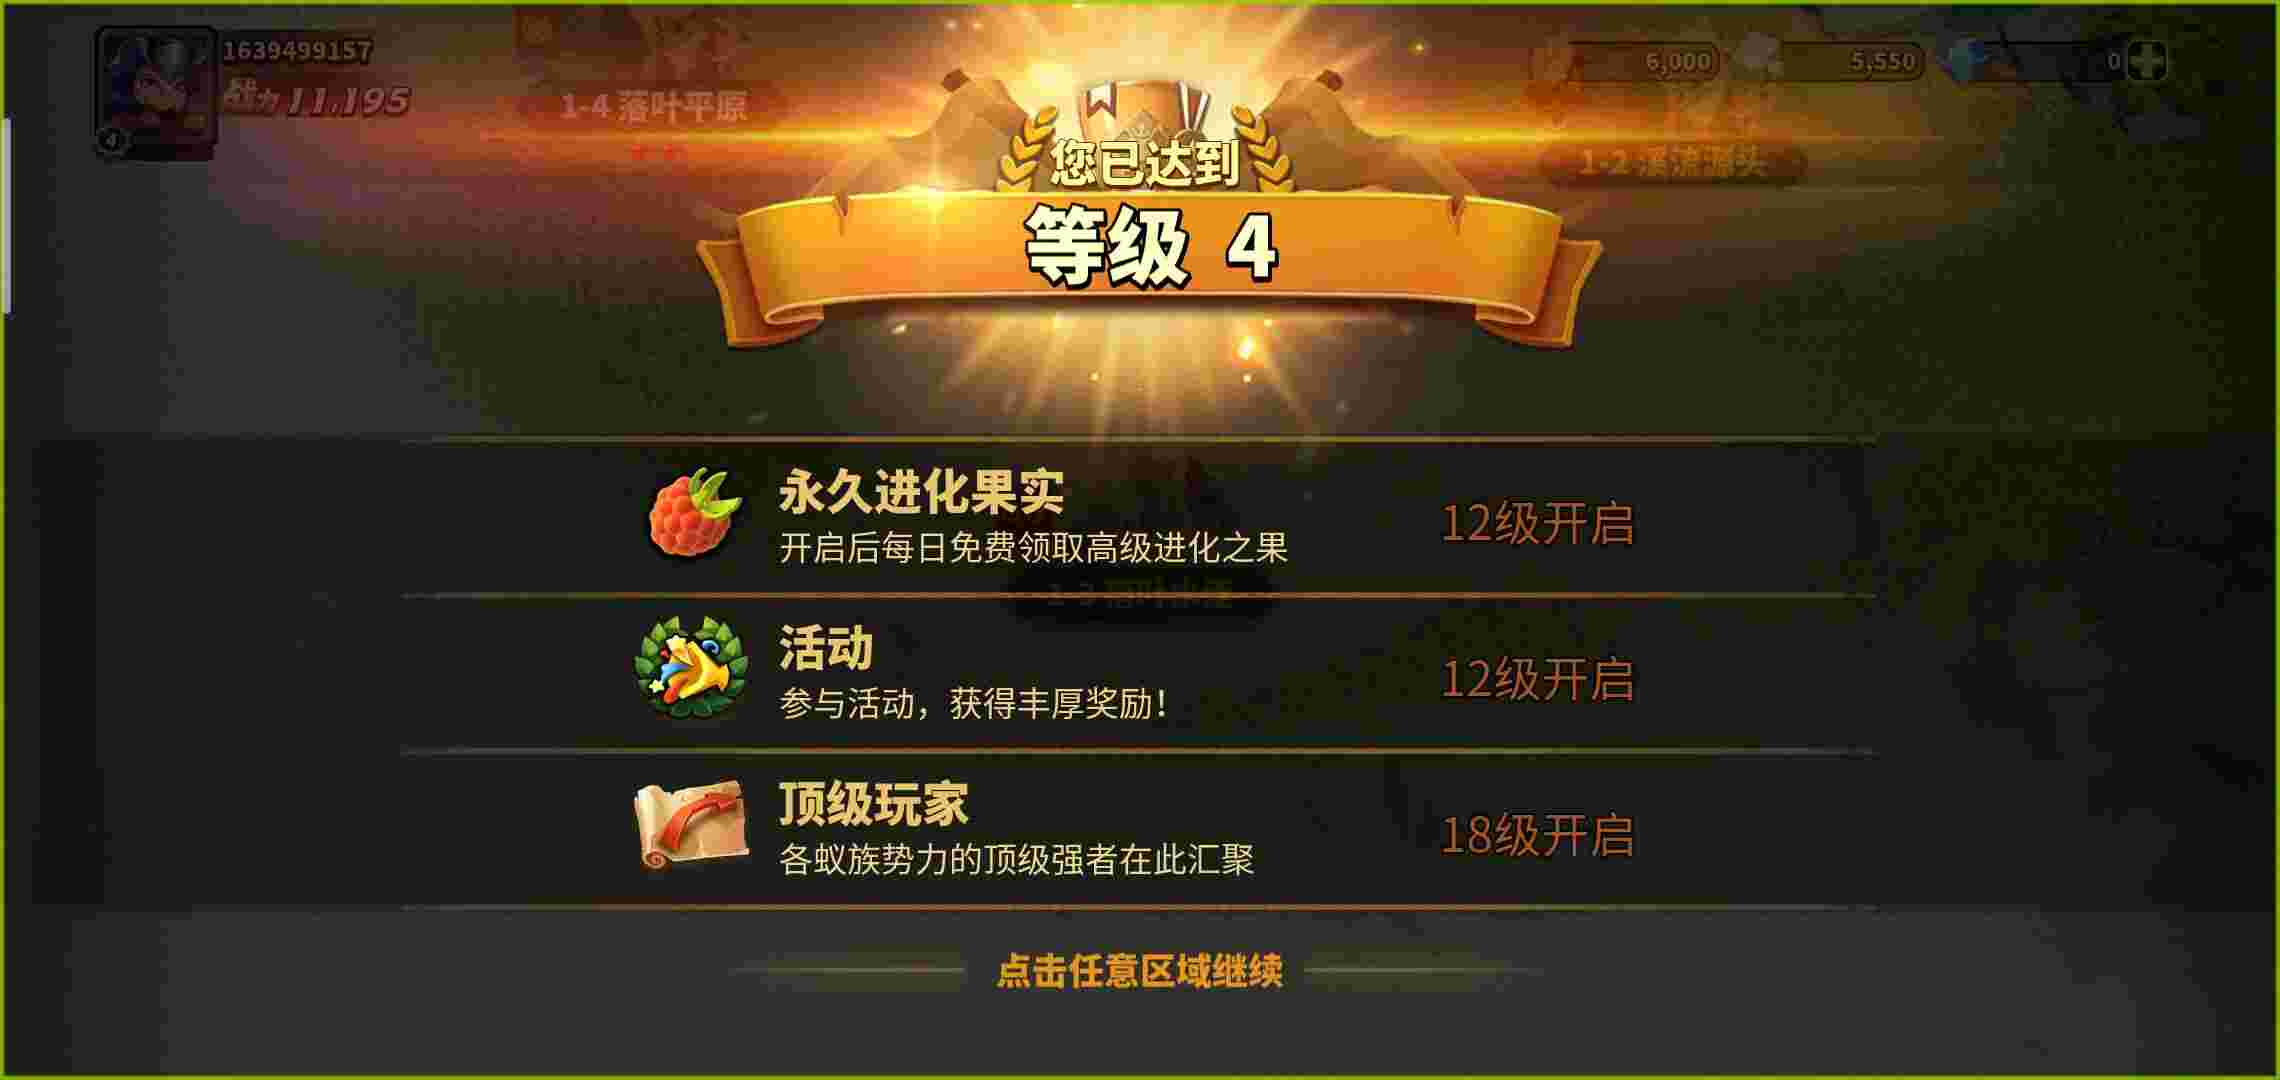 1639499157
战力 11,195
4
1-4 落叶平原
6,000
5,550
0
1-2 溪流源头
您已达到
等级 4
永久进化果实
开启后每日免费领取高级进化之果
12级开启
活动
参与活动，获得丰厚奖励！
12级开启
顶级玩家
各蚁族势力的顶级强者在此汇聚
18级开启
点击任意区域继续